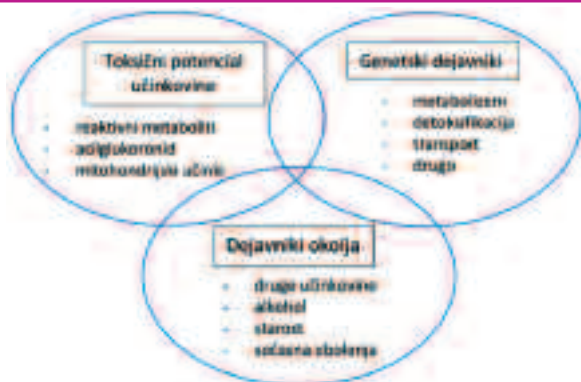 Toksični potencial
učinkovine
reaktivni metaboliti
acilglukoronid
mitohondrijski učinki
Genetski dejavniki
metabolizem
detoksifikacija
transport
drugo
Dejavniki okolja
druge učinkovine
alkohol
starost
sočasna obolenja